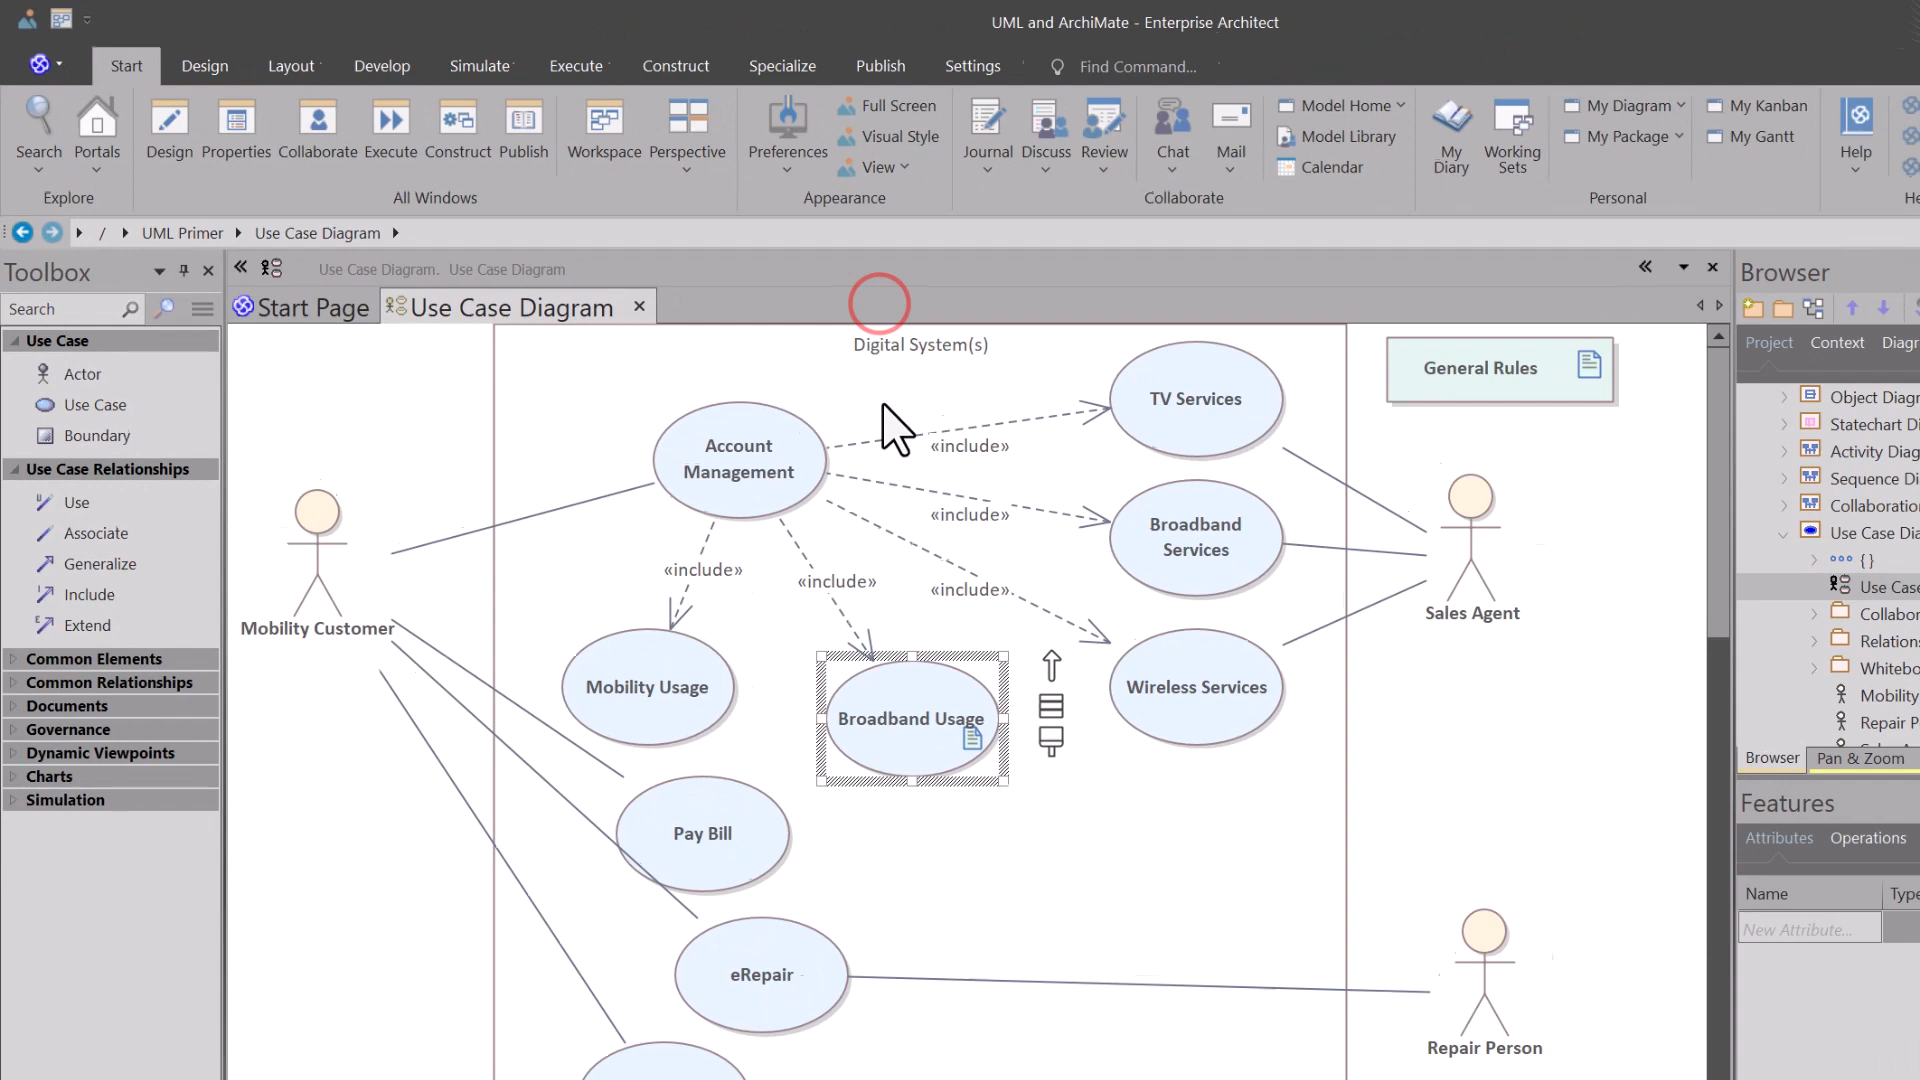 UML and ArchiMate - Enterprise Architect
Start
Design
Layout
Develop
Simulate
Execute
Construct
Specialize
Publish
Settings
Find Command...
Search
Portals
Explore
Design
Properties
Collaborate
Execute
Construct
Publish
Workspace
Perspective
All Windows
Preferences
Full Screen
Visual Style
View
Appearance
Journal
Discuss
Review
Chat
Mail
Model Home
Model Library
Calendar
Collaborate
My
Diary
Working
Sets
My Diagram
My Package
My Kanban
My Gantt
Personal
Help
He
/
UML Primer
Use Case Diagram
Toolbox
Search
Use Case
Actor
Use Case
Boundary
Use Case Relationships
Use
Associate
Generalize
Include
Extend
Common Elements
Common Relationships
Documents
Governance
Dynamic Viewpoints
Charts
Simulation
Use Case Diagram. Use Case Diagram
Start Page
Use Case Diagram
Digital System(s)
TV Services
General Rules
Account
Management
«include»
«include»
Broadband
Services
«include»
«include»
«include»
Mobility Customer
Sales Agent
Mobility Usage
Broadband Usage
Wireless Services
Pay Bill
eRepair
Repair Person
Browser
Project
Context
Diagr
Object Diagr
Statechart Di
Activity Diag
Sequence Di
Collaboratio
Use Case Dia
{ }
Use Case
Collabor
Relations
Whitebo
Mobility
Repair P
Browser
Pan & Zoom
Features
Attributes
Operations
Name
Type
New Attribute...